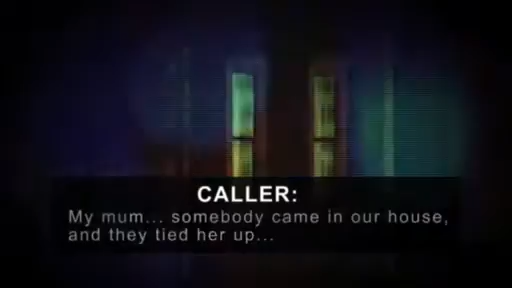 CALLER:
My mum... somebody came in our house,
and they tied her up...